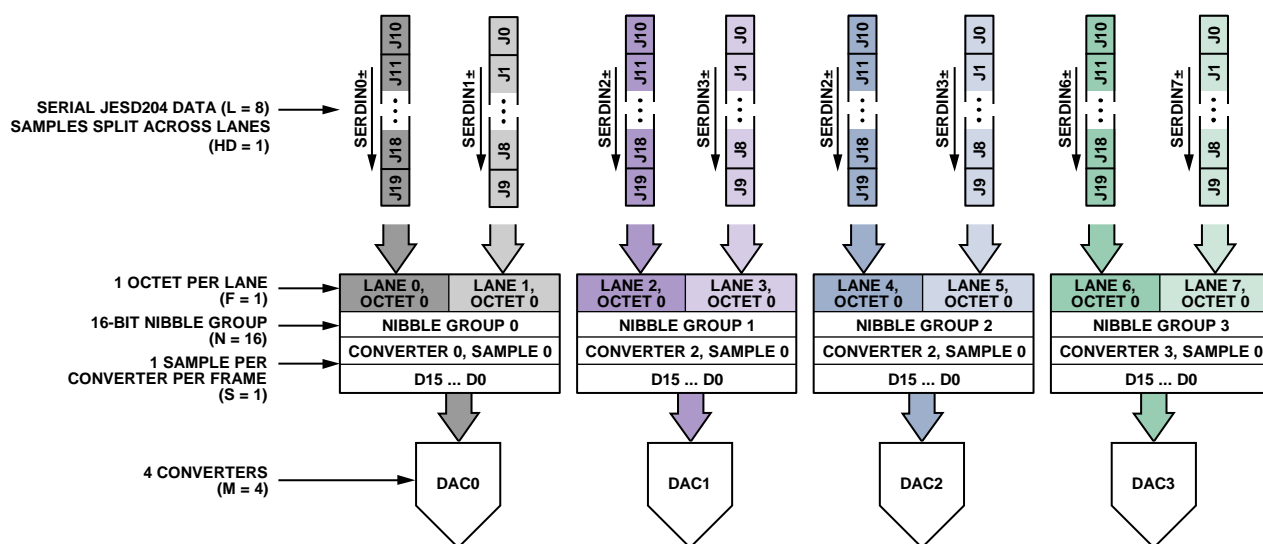 J10 J0 J10 J0 J10 J0 J10 J0
J11 J1 J11 J1 J11 J1 J11 J1
SERDIN0± SERDIN1± SERDIN2± SERDIN3± SERDIN2± SERDIN3± SERDIN6± SERDIN7±
... ... ... ... ... ... ... ...
J18 J8 J18 J8 J18 J8 J18 J8
J19 J9 J19 J9 J19 J9 J19 J9
SERIAL JESD204 DATA (L = 8)
SAMPLES SPLIT ACROSS LANES
(HD = 1)
1 OCTET PER LANE
(F = 1)
LANE 0, LANE 1, LANE 2, LANE 3, LANE 4, LANE 5, LANE 6, LANE 7,
OCTET 0 OCTET 0 OCTET 0 OCTET 0 OCTET 0 OCTET 0 OCTET 0 OCTET 0
16-BIT NIBBLE GROUP
(N = 16)
NIBBLE GROUP 0 NIBBLE GROUP 1 NIBBLE GROUP 2 NIBBLE GROUP 3
1 SAMPLE PER
CONVERTER PER FRAME
(S = 1)
CONVERTER 0, SAMPLE 0 CONVERTER 2, SAMPLE 0 CONVERTER 2, SAMPLE 0 CONVERTER 3, SAMPLE 0
D15 ... D0 D15 ... D0 D15 ... D0 D15 ... D0
4 CONVERTERS
(M = 4)
DAC0 DAC1 DAC2 DAC3